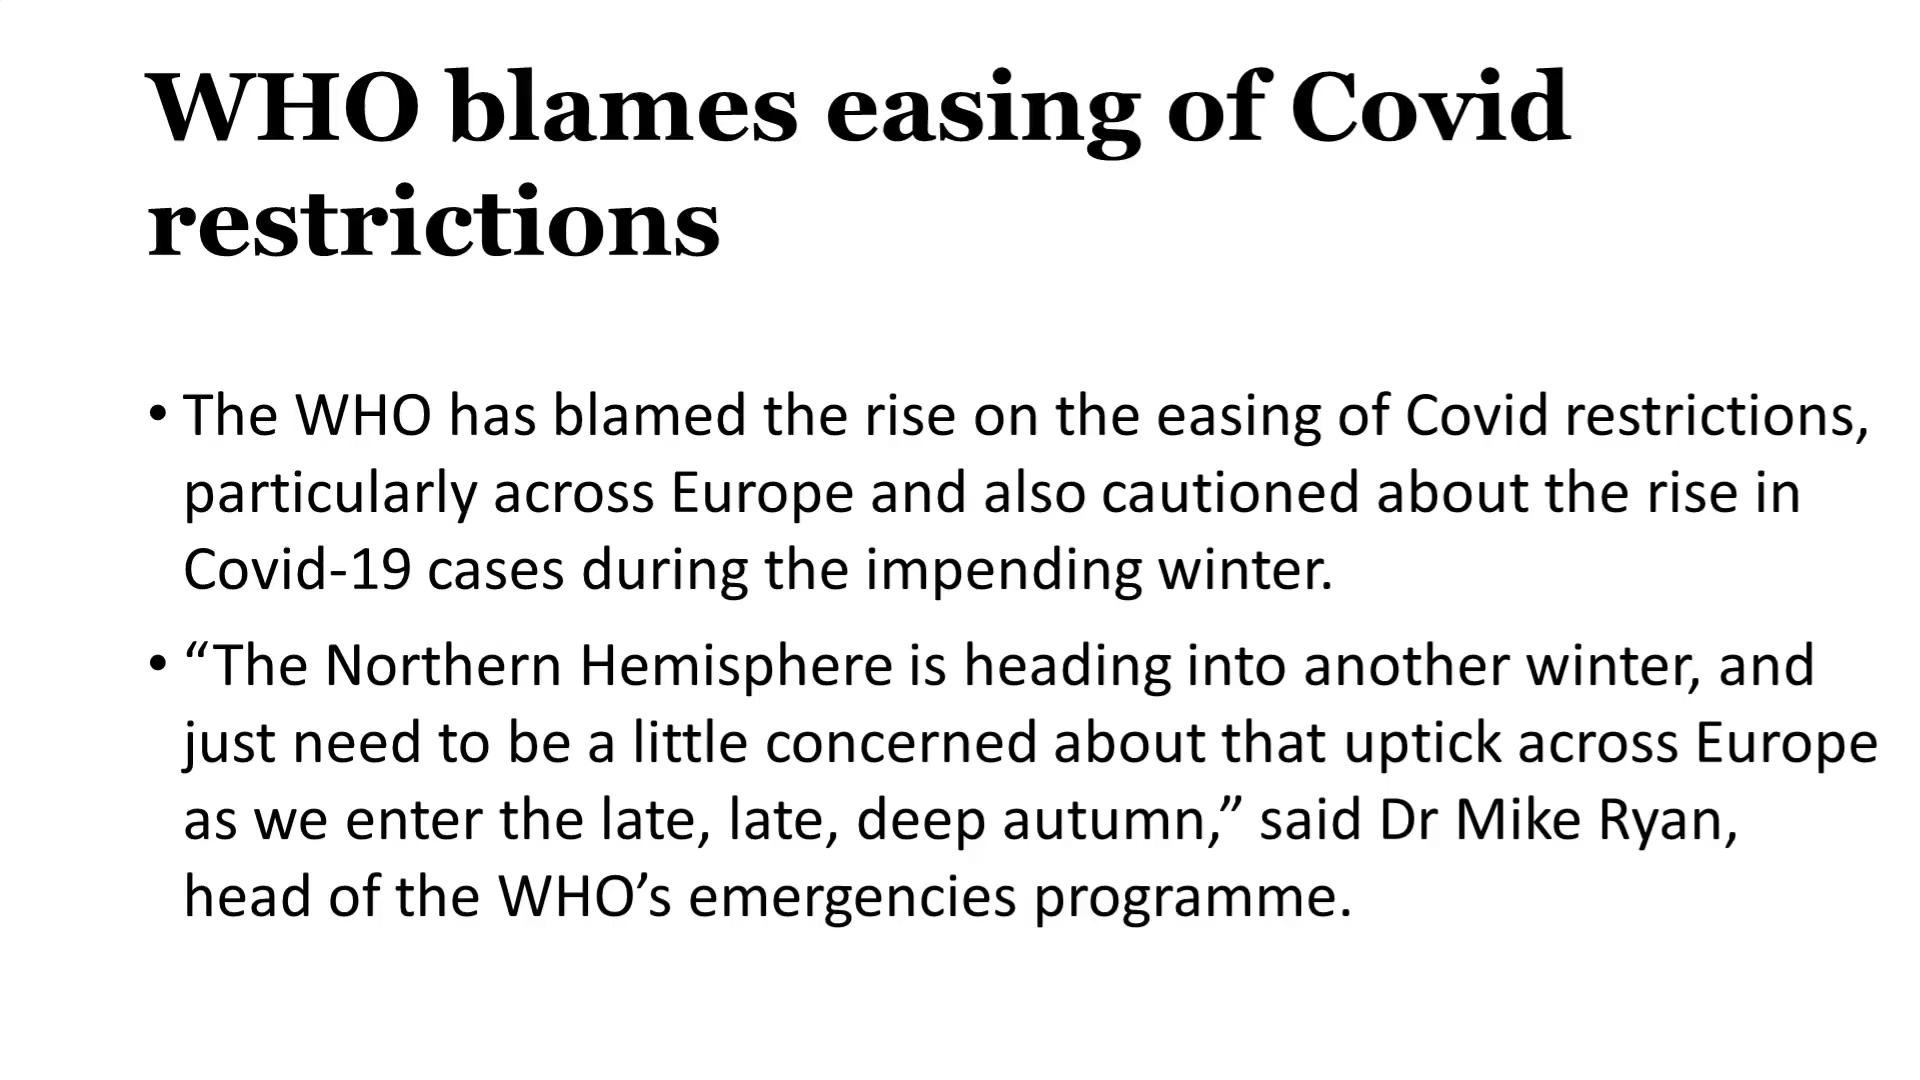 WHO blames easing of Covid
restrictions
• The WHO has blamed the rise on the easing of Covid restrictions,
particularly across Europe and also cautioned about the rise in
Covid-19 cases during the impending winter.
• “The Northern Hemisphere is heading into another winter, and
just need to be a little concerned about that uptick across Europe
as we enter the late, late, deep autumn,” said Dr Mike Ryan,
head of the WHO’s emergencies programme.